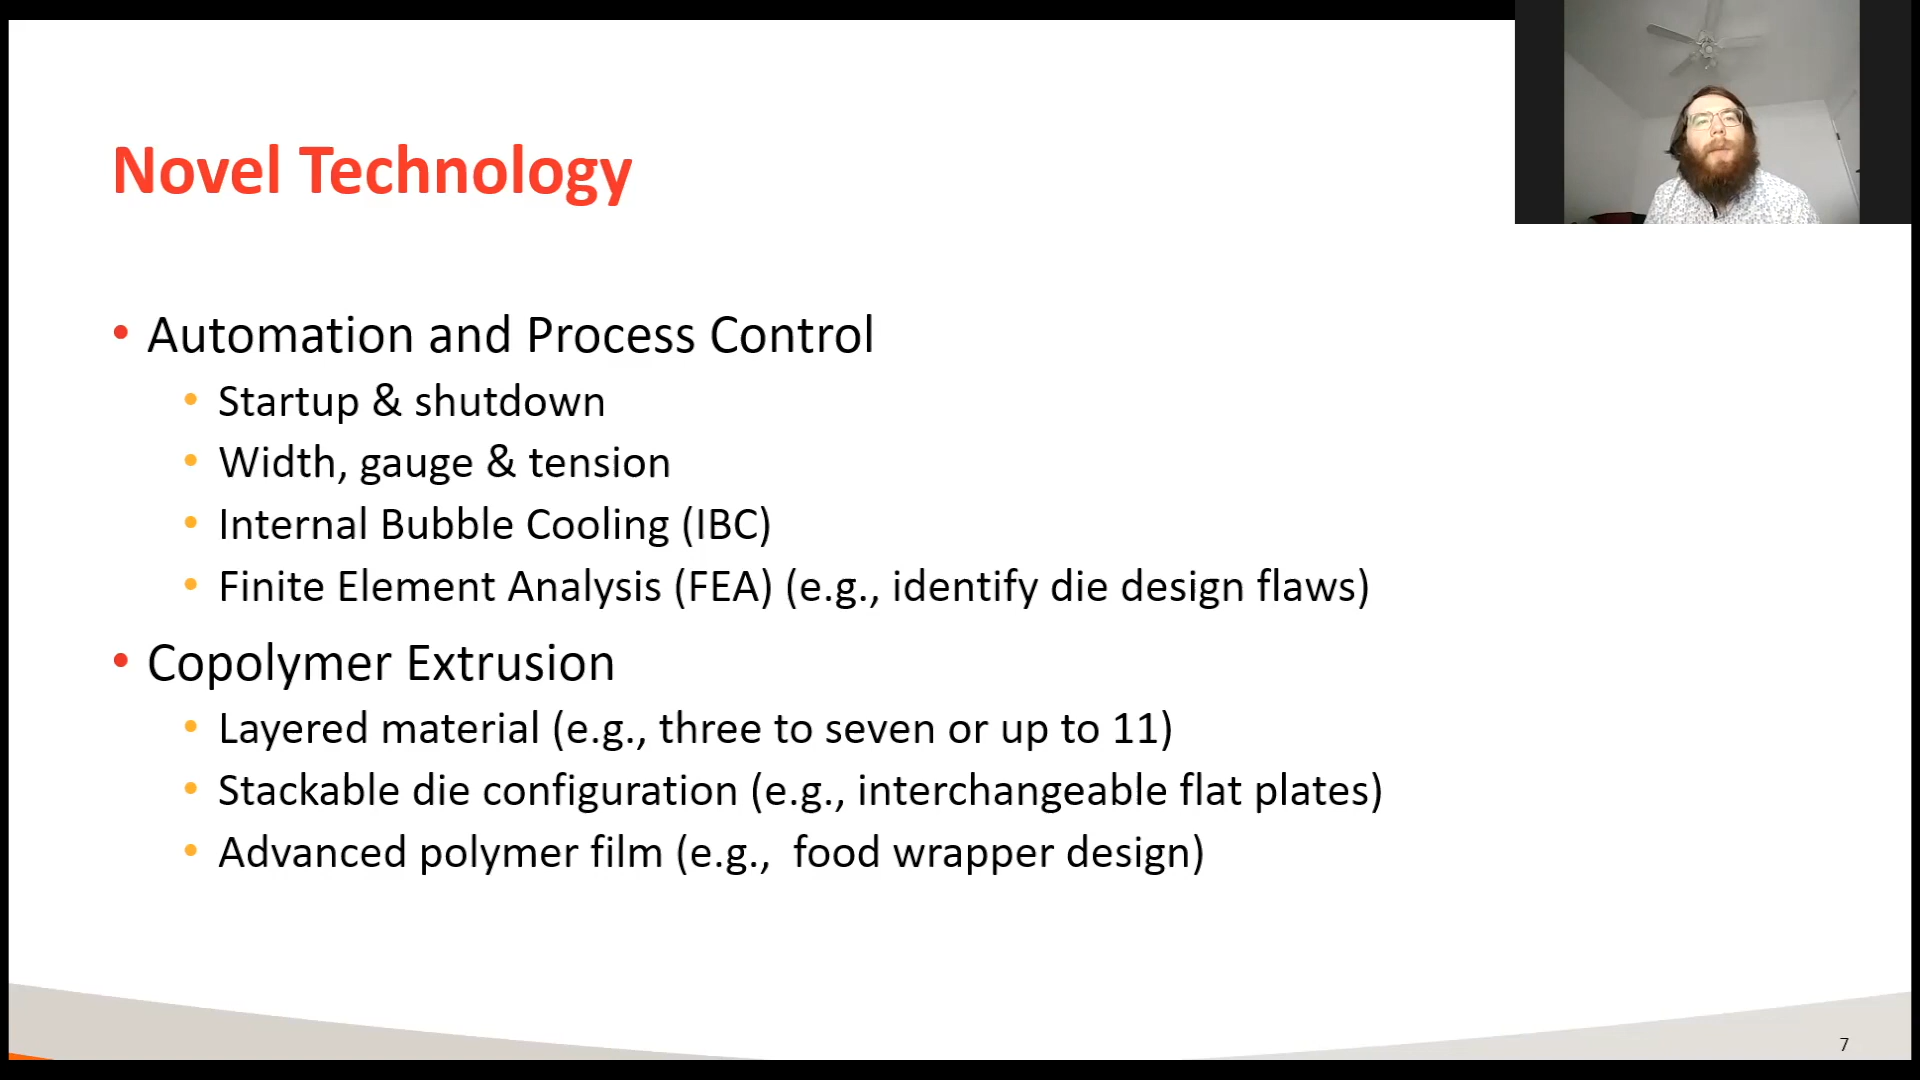 Novel Technology
• Automation and Process Control
• Startup & shutdown
• Width, gauge & tension
• Internal Bubble Cooling (IBC)
• Finite Element Analysis (FEA) (e.g., identify die design flaws)
• Copolymer Extrusion
• Layered material (e.g., three to seven or up to 11)
• Stackable die configuration (e.g., interchangeable flat plates)
• Advanced polymer film (e.g.,  food wrapper design)
7